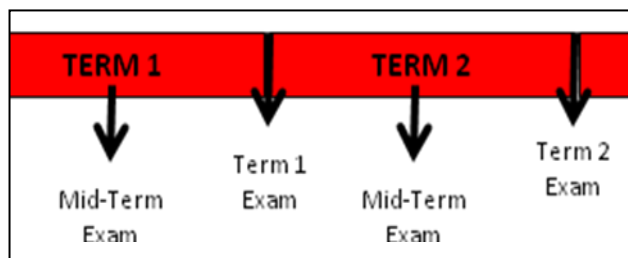 TERM 1
TERM 2
Mid-Term
Exam
Term 1
Exam
Mid-Term
Exam
Term 2
Exam